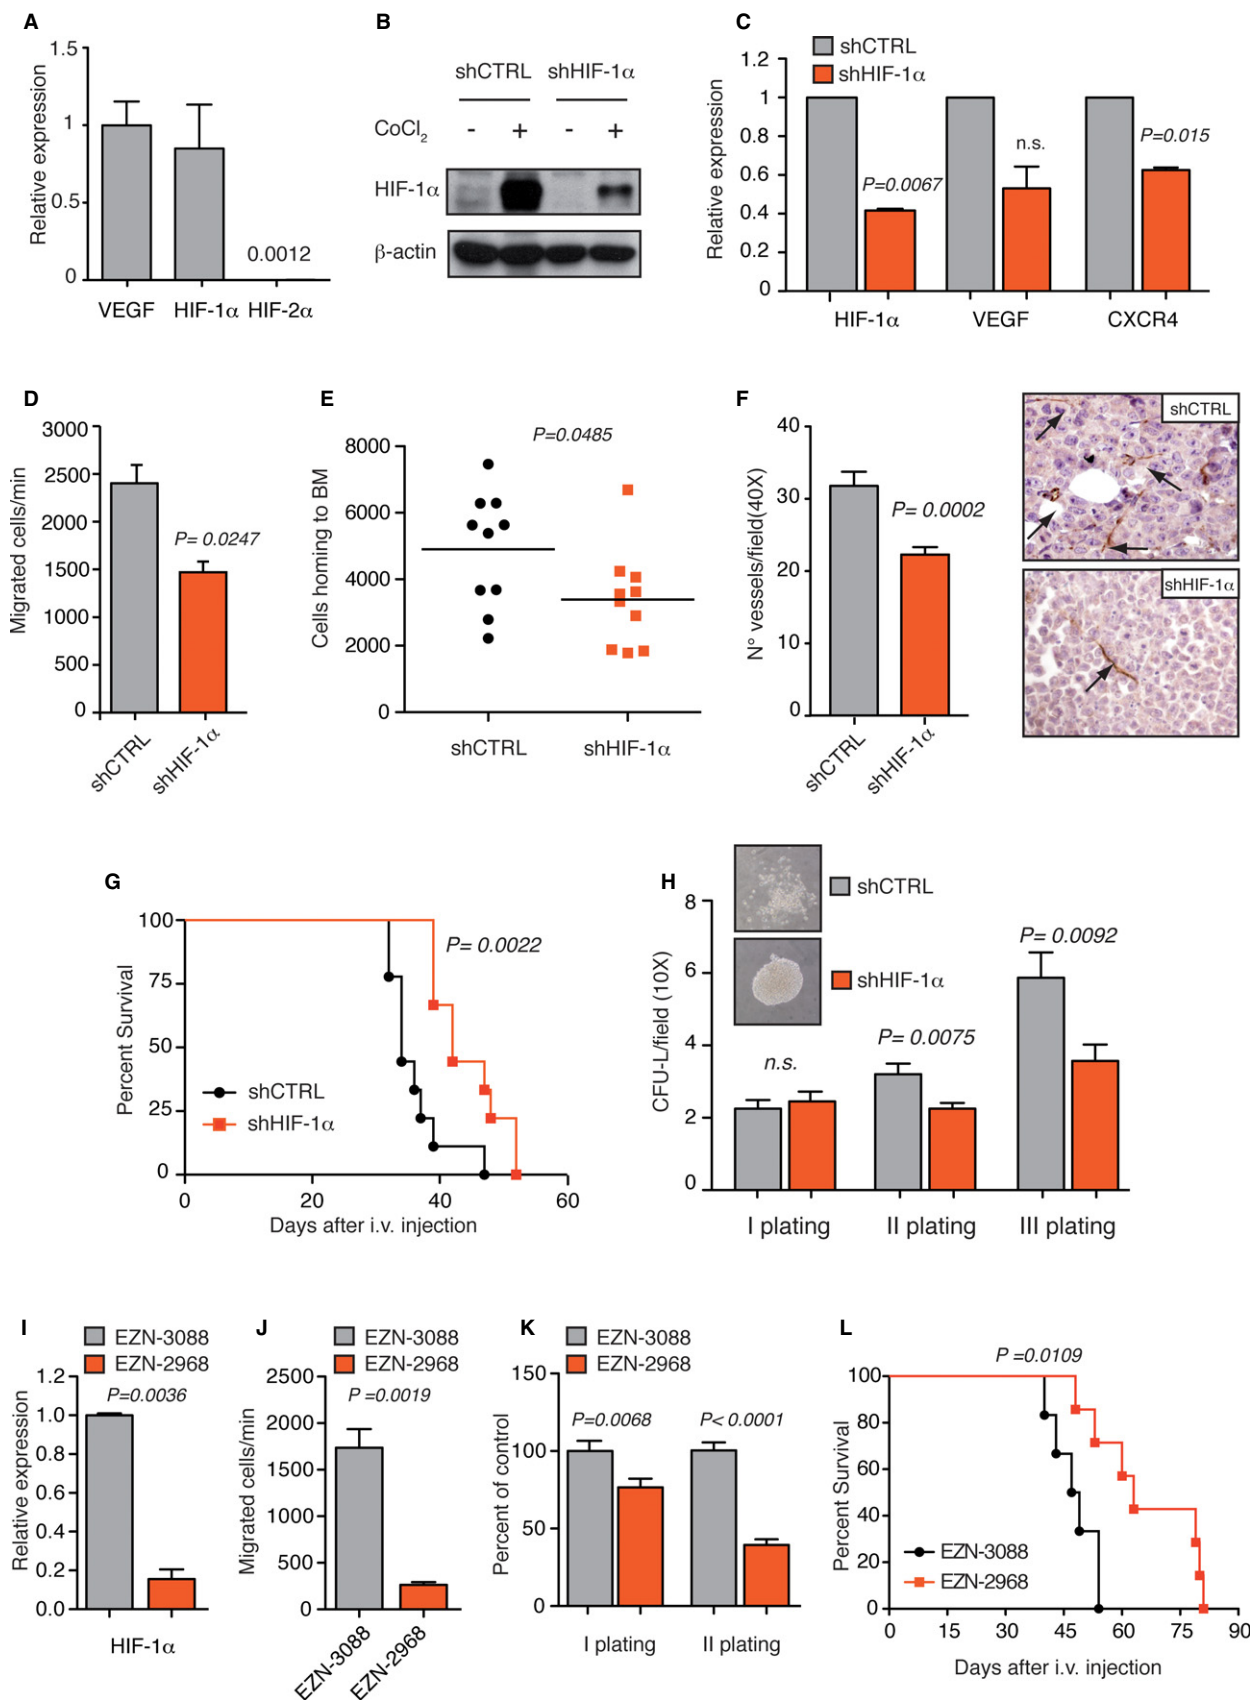 A
1.5
1
0.5
0
Relative expression
0.0012
VEGF HIF-1α HIF-2α
B
shCTRL shHIF-1α
CoCl2 - + - +
HIF-1α
β-actin
C
shCTRL
shHIF-1α
1.2
1
0.8
0.6
0.4
0.2
0
Relative expression
P=0.0067
n.s.
P=0.015
HIF-1α VEGF CXCR4
D
3000
2500
2000
1500
1000
500
0
Migrated cells/min
P= 0.0247
shCTRL
shHIF-1α
E
P=0.0485
8000
6000
4000
2000
0
Cells homing to BM
shCTRL shHIF-1α
F
40
30
20
10
0
N° vessels/field(40X)
P= 0.0002
shCTRL
shHIF-1α
shCTRL
shHIF-1α
G
100
75
50
25
0
Percent Survival
P= 0.0022
shCTRL
shHIF-1α
0 20 40 60
Days after i.v. injection
H
shCTRL
shHIF-1α
8
6
4
2
0
CFU-L/field (10X)
n.s.
P= 0.0075
P= 0.0092
I plating II plating III plating
I
EZN-3088
EZN-2968
1.2
1.0
0.8
0.6
0.4
0.2
0.0
Relative expression
P=0.0036
HIF-1α
J
EZN-3088
EZN-2968
2500
2000
1500
1000
500
0
Migrated cells/min
P =0.0019
EZN-3088
EZN-2968
K
EZN-3088
EZN-2968
150
100
50
0
Percent of control
P=0.0068
P< 0.0001
I plating II plating
L
P =0.0109
100
80
60
40
20
0
Percent Survival
EZN-3088
EZN-2968
0 15 30 45 60 75 90
Days after i.v. injection